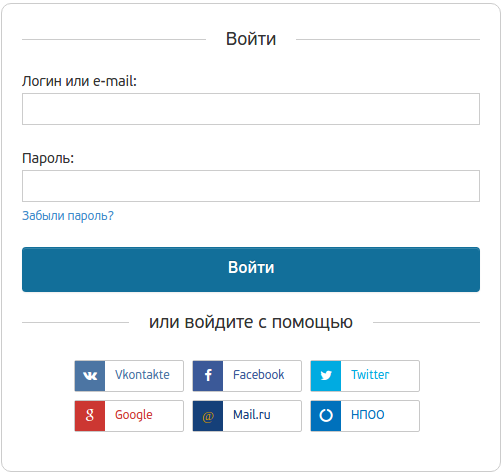 Войти
Логин или e-mail:
Пароль:
Забыли пароль?
Войти
или войдите с помощью
Vkontakte Facebook Twitter
Google @ Mail.ru НПОО